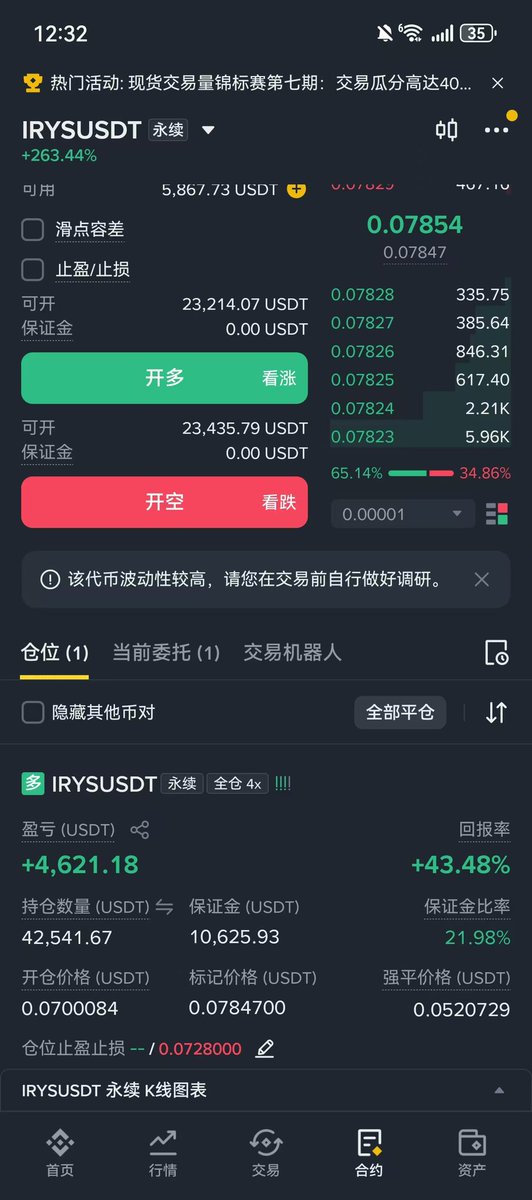 12:32
6
35
热门活动: 现货交易量锦标赛第七期： 交易瓜分高达40...
IRYSUSDT 永续
+263.44%
可用 5,867.73 USDT
0.07829 467.16
滑点容差
止盈/止损
0.07854
0.07847
可开 23,214.07 USDT
保证金 0.00 USDT
开多 看涨
可开 23,435.79 USDT
保证金 0.00 USDT
开空 看跌
0.07828 335.75
0.07827 385.64
0.07826 846.31
0.07825 617.40
0.07824 2.21K
0.07823 5.96K
65.14% 34.86%
0.00001
该代币波动性较高，请您在交易前自行做好调研。
仓位 (1) 当前委托 (1) 交易机器人
隐藏其他币对 全部平仓
多 IRYSUSDT 永续 全仓 4x
盈亏 (USDT) 回报率
+4,621.18 +43.48%
持仓数量 (USDT) 保证金 (USDT) 保证金比率
42,541.67 10,625.93 21.98%
开仓价格 (USDT) 标记价格 (USDT) 强平价格 (USDT)
0.0700084 0.0784700 0.0520729
仓位止盈止损 -- / 0.0728000
IRYSUSDT 永续 K线图表
首页 行情 交易 合约 资产